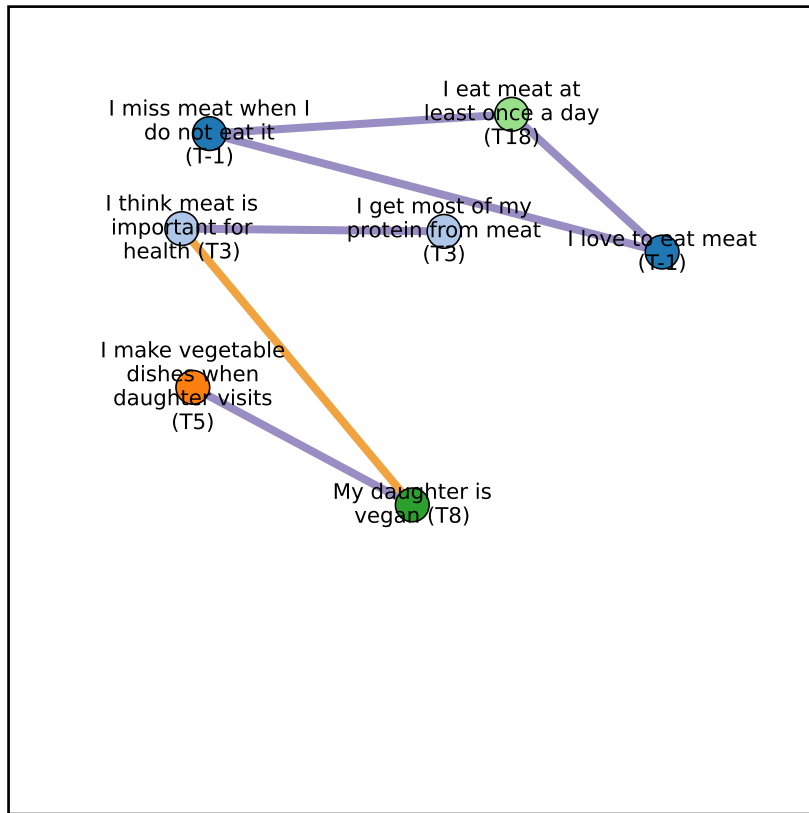 I eat meat at
least once a day
(T18)
I miss meat when I
do not eat it
(T-1)
I think meat is
important for
health (T3)
I get most of my
protein from meat
(T3)
I love to eat meat
(T-1)
I make vegetable
dishes when
daughter visits
(T5)
My daughter is
vegan (T8)